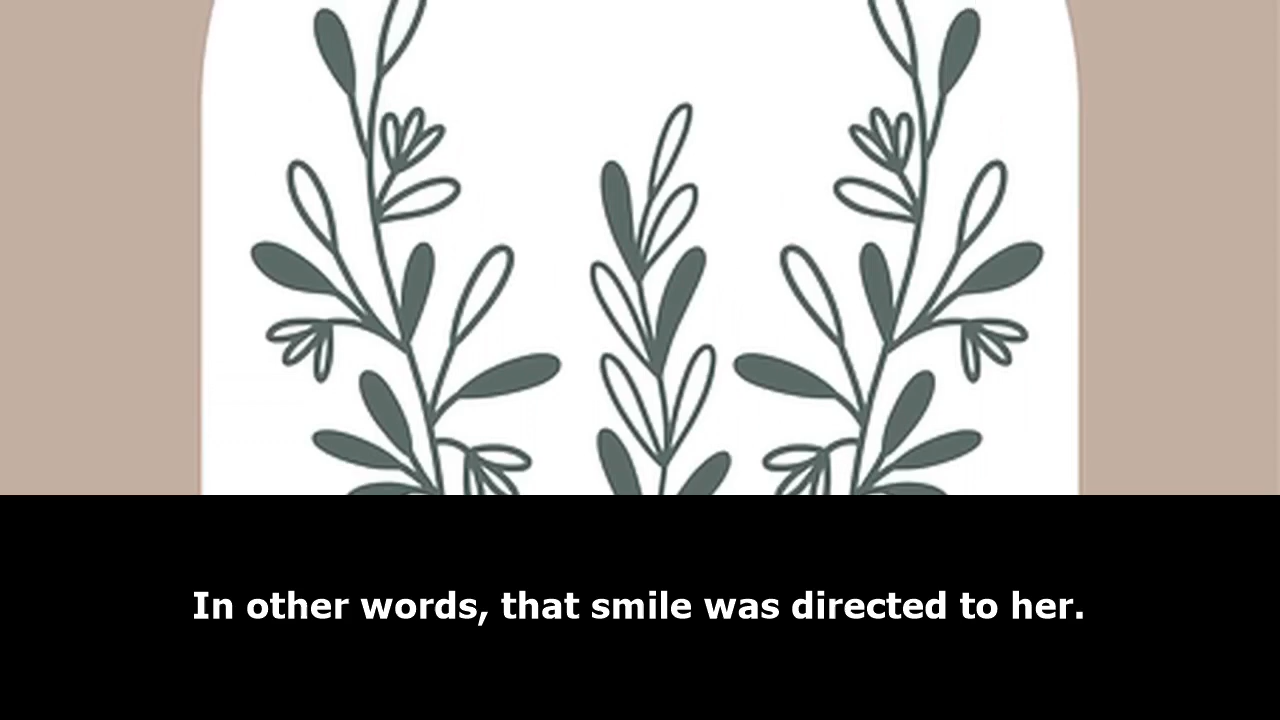 In other words, that smile was directed to her.